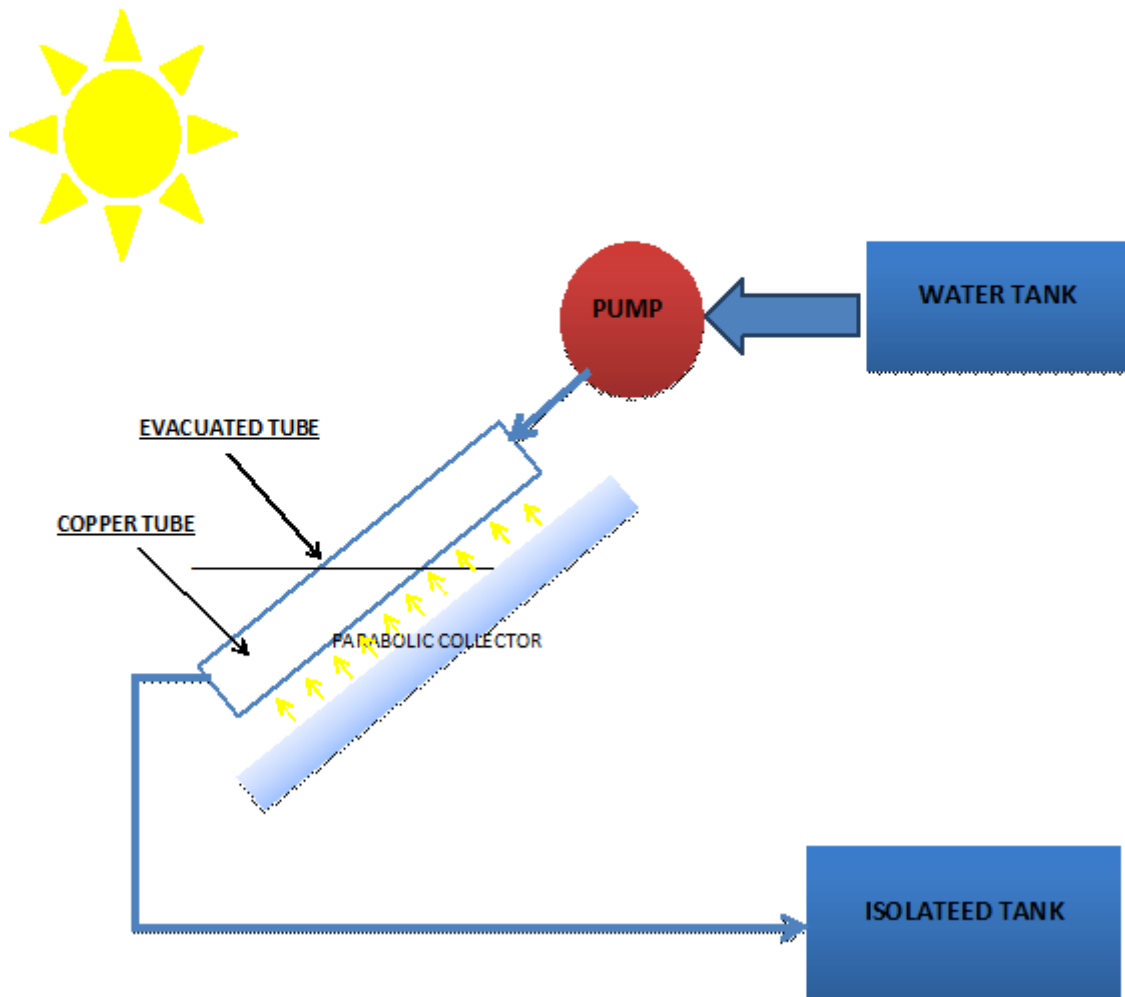 PUMP
WATER TANK
EVACUATED TUBE
COPPER TUBE
PARABOLIC COLLECTOR
ISOLATEED TANK